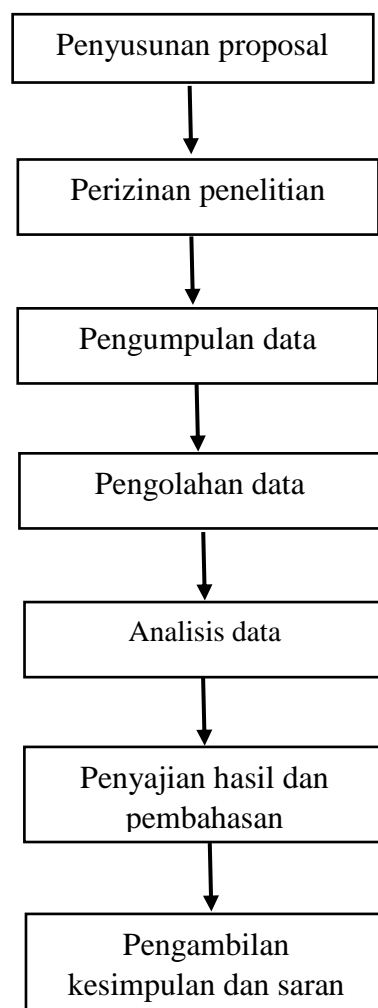 Penyusunan proposal
Perizinan penelitian
Pengumpulan data
Pengolahan data
Analisis data
Penyajian hasil dan
pembahasan
Pengambilan
kesimpulan dan saran